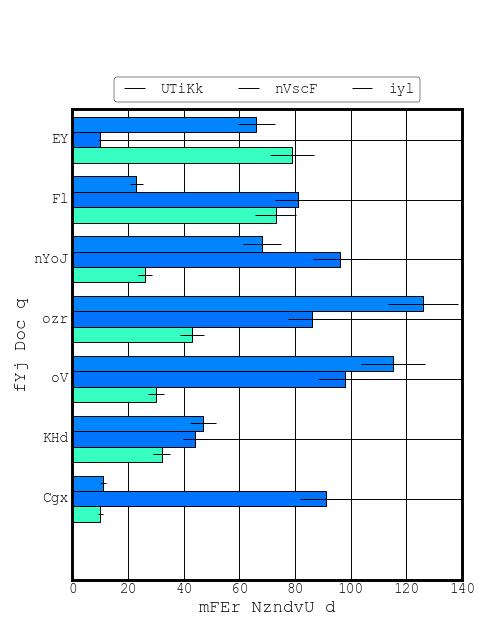 UTiKk nVscF iyl
EY
Fl
nYoJ
ozr
oV
KHd
Cgx
fYj Doc q
0 20 40 60 80 100 120 140
mFEr NzndvU d